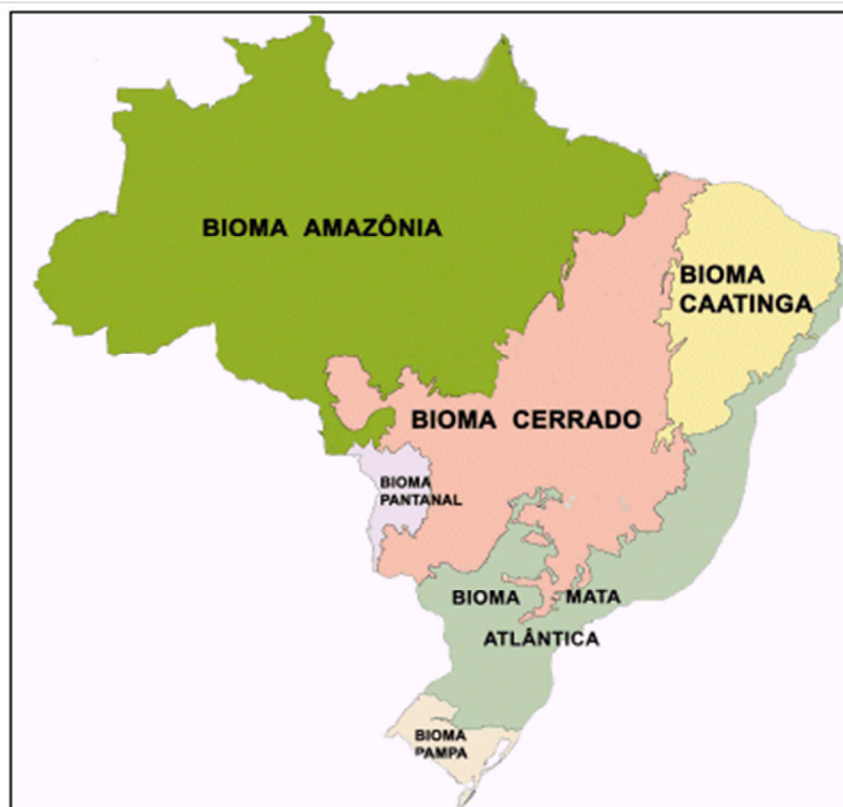 BIOMA AMAZÔNIA
BIOMA
CAATINGA
BIOMA CERRADO
BIOMA
PANTANAL
BIOMA MATA
ATLÂNTICA
BIOMA
PAMPA